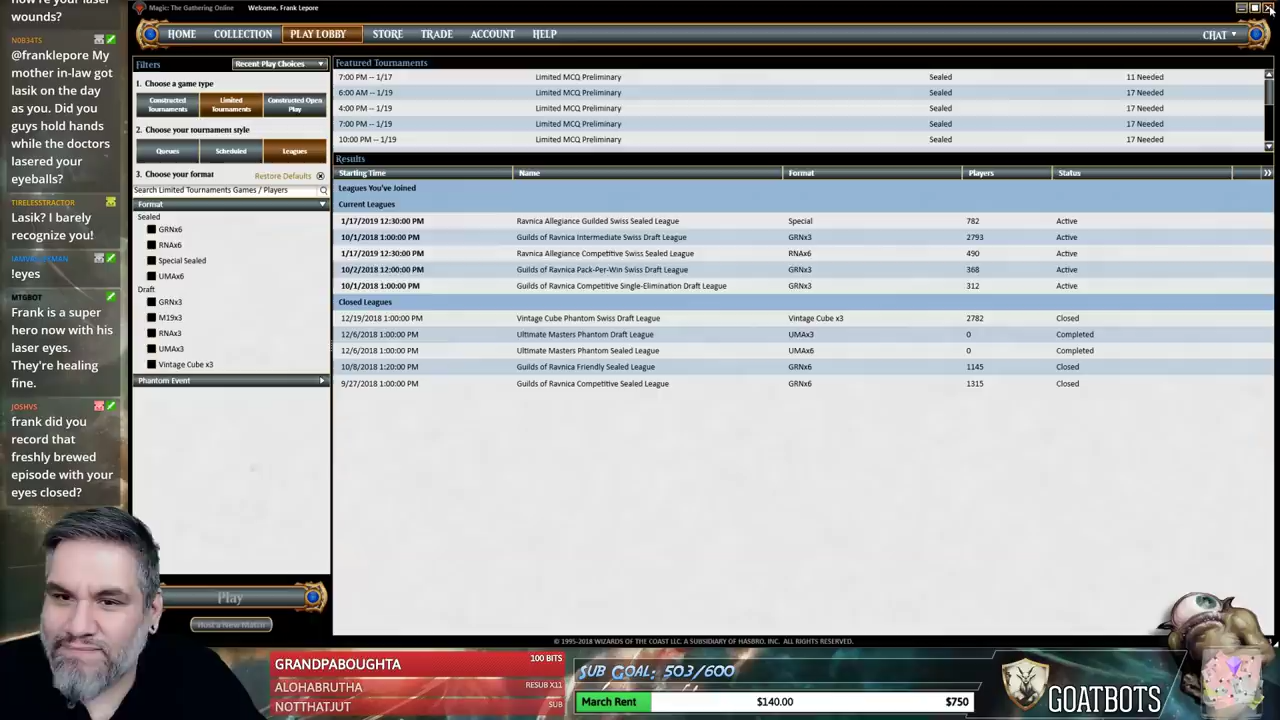 how're your laser
wounds?
N0B34TS
@franklepore My
mother in-law got
lasik on the day
as you. Did you
guys hold hands
while the doctors
lasered your
eyeballs?
TIRELESSTRACTOR
Lasik? I barely
recognize you!
!eyes
MTGBOT
Frank is a super
hero now with his
laser eyes.
They're healing
fine.
JOSHVS
frank did you
record that
freshly brewed
episode with your
eyes closed?
Magic: The Gathering Online Welcome, Frank Lepore
HOME COLLECTION PLAY LOBBY STORE TRADE ACCOUNT HELP CHAT
Filters Recent Play Choices
1. Choose a game type
Constructed Tournaments Limited Tournaments Constructed Open Play
2. Choose your tournament style
Queues Scheduled Leagues
3. Choose your format Restore Defaults
Search Limited Tournaments Games / Players
Format
Sealed
GRNx6
RNAx6
Special Sealed
UMAx6
Draft
GRNx3
M19x3
RNAx3
UMAx3
Vintage Cube x3
Phantom Event
Play
Host a New Match
Featured Tournaments
7:00 PM -- 1/17 Limited MCQ Preliminary Sealed 11 Needed
6:00 AM -- 1/19 Limited MCQ Preliminary Sealed 17 Needed
4:00 PM -- 1/19 Limited MCQ Preliminary Sealed 17 Needed
7:00 PM -- 1/19 Limited MCQ Preliminary Sealed 17 Needed
10:00 PM -- 1/19 Limited MCQ Preliminary Sealed 17 Needed
Results
Starting Time Name Format Players Status
Leagues You've Joined
Current Leagues
1/17/2019 12:30:00 PM Ravnica Allegiance Guilded Swiss Sealed League Special 782 Active
10/1/2018 1:00:00 PM Guilds of Ravnica Intermediate Swiss Draft League GRNx3 2793 Active
1/17/2019 12:30:00 PM Ravnica Allegiance Competitive Swiss Sealed League RNAx6 490 Active
10/2/2018 12:00:00 PM Guilds of Ravnica Pack-Per-Win Swiss Draft League GRNx3 368 Active
10/1/2018 1:00:00 PM Guilds of Ravnica Competitive Single-Elimination Draft League GRNx3 312 Active
Closed Leagues
12/19/2018 1:00:00 PM Vintage Cube Phantom Swiss Draft League Vintage Cube x3 2782 Closed
12/6/2018 1:00:00 PM Ultimate Masters Phantom Draft League UMAx3 0 Completed
12/6/2018 1:00:00 PM Ultimate Masters Phantom Sealed League UMAx6 0 Completed
10/8/2018 1:20:00 PM Guilds of Ravnica Friendly Sealed League GRNx6 1145 Closed
9/27/2018 1:00:00 PM Guilds of Ravnica Competitive Sealed League GRNx6 1315 Closed
© 1995-2018 WIZARDS OF THE COAST LLC. A SUBSIDIARY OF HASBRO, INC. ALL RIGHTS RESERVED.
GRANDPABOUGHTA 100 BITS
ALOHABRUTHA RESUB X11
NOTTHATJUT SUB
SUB GOAL: 503/600
March Rent $140.00 $750
GOATBOTS